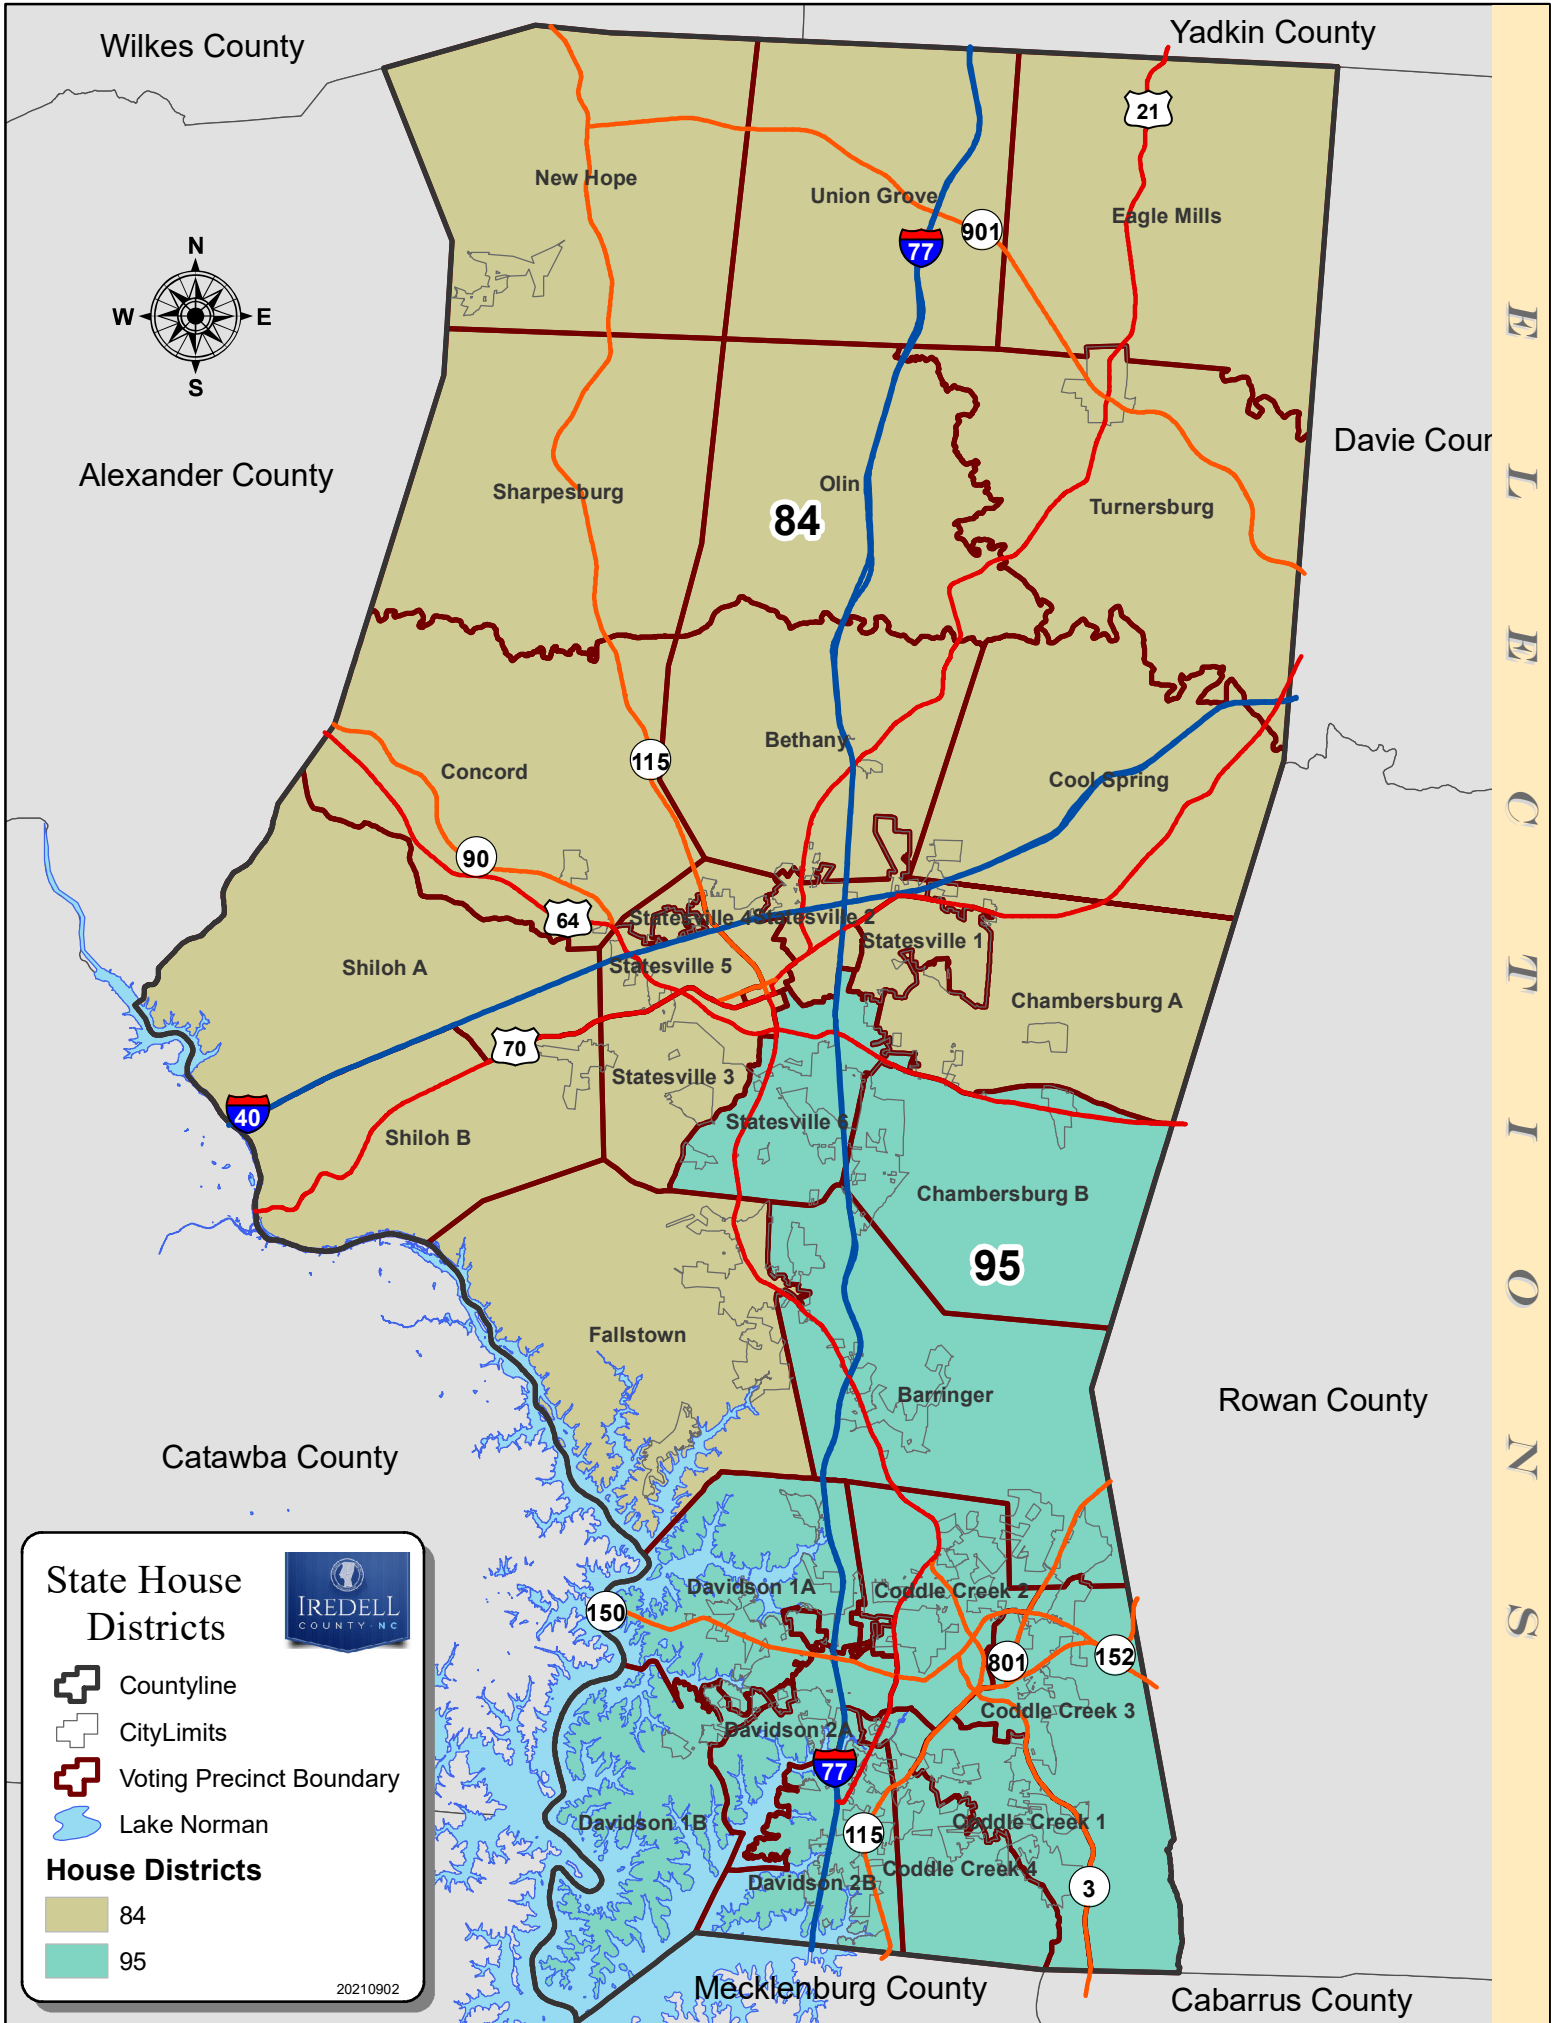 Wilkes County
Yadkin County
21
New Hope
Union Grove
Eagle Mills
901
77
N
W
E
S
Alexander County
Davie Cour
Sharpesburg
Olin
84
Turnersburg
Bethany
115
Concord
Cool Spring
90
64
Statesville 4
Statesville 2
Statesville 1
Shiloh A
Statesville 5
Chambersburg A
70
Statesville 3
40
Shiloh B
Statesville 6
Chambersburg B
95
Fallstown
Barringer
Rowan County
Catawba County
Davidson 1A
Coddle Creek 2
150
801
152
Coddle Creek 3
Davidson 2A
77
Davidson 1B
115
Coddle Creek 1
Coddle Creek 4
Davidson 2B
3
Mecklenburg County
Cabarrus County
ELECTIONS
State House
Districts
IREDELL
COUNTY NC
Countyline
CityLimits
Voting Precinct Boundary
Lake Norman
House Districts
84
95
20210902